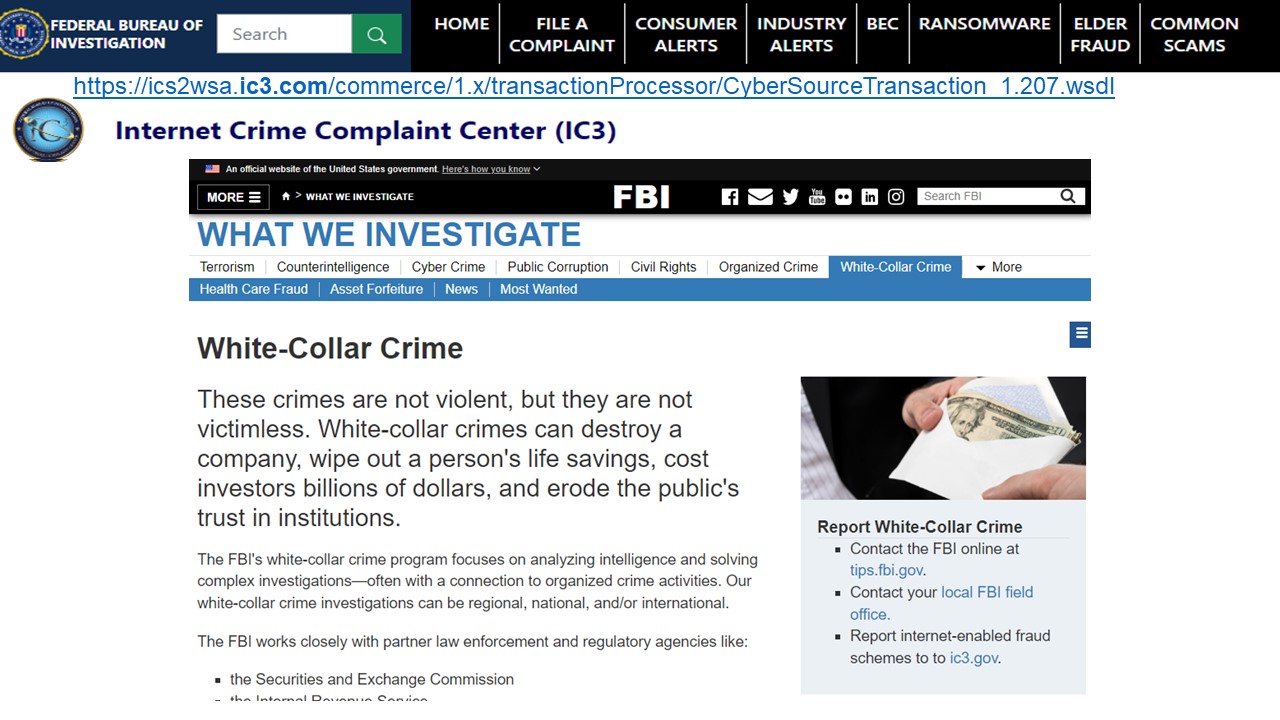 FEDERAL BUREAU OF
INVESTIGATION
Search
HOME
FILE A
COMPLAINT
CONSUMER
ALERTS
INDUSTRY
ALERTS
BEC
RANSOMWARE
ELDER
FRAUD
COMMON
SCAMS
https://ics2wsa.ic3.com/commerce/1.x/transactionProcessor/CyberSourceTransaction_1.207.wsdl
Internet Crime Complaint Center (IC3)
An official website of the United States government. Here's how you know
MORE
> WHAT WE INVESTIGATE
FBI
You
Tube
Search FBI
WHAT WE INVESTIGATE
Terrorism Counterintelligence Cyber Crime Public Corruption Civil Rights Organized Crime White-Collar Crime More
Health Care Fraud Asset Forfeiture News Most Wanted
White-Collar Crime
These crimes are not violent, but they are not
victimless. White-collar crimes can destroy a
company, wipe out a person's life savings, cost
investors billions of dollars, and erode the public's
trust in institutions.
The FBI's white-collar crime program focuses on analyzing intelligence and solving
complex investigations—often with a connection to organized crime activities. Our
white-collar crime investigations can be regional, national, and/or international.
The FBI works closely with partner law enforcement and regulatory agencies like:
the Securities and Exchange Commission
the Internal Revenue Service
Report White-Collar Crime
Contact the FBI online at
tips.fbi.gov.
Contact your local FBI field
office.
Report internet-enabled fraud
schemes to to ic3.gov.